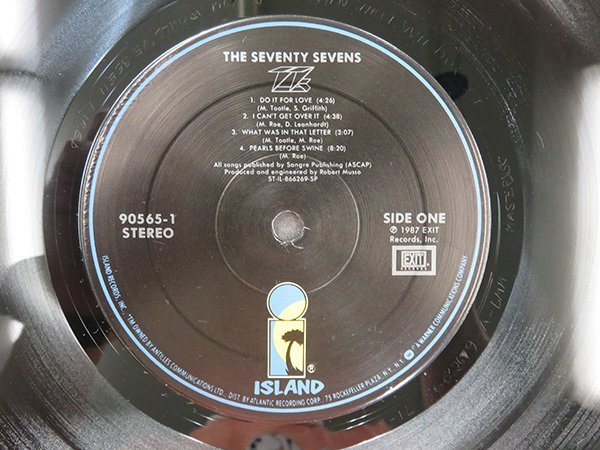 THE SEVENTY SEVENS
1. DO IT FOR LOVE (4:26)
(M. Tootle, S. Griffith)
2. I CAN'T GET OVER IT (4:38)
(M. Roe, D. Leonhardt)
3. WHAT WAS IN THAT LETTER (3:07)
(M. Tootle, M. Roe)
4. PEARLS BEFORE SWINE (8:20)
(M. Roe)
All songs published by Sangre Publishing (ASCAP)
Produced and engineered by Robert Musso
ST-IL-866269-SP
90565-1
STEREO
SIDE ONE
℗ 1987 EXIT
Records, Inc.
EXIT
RECORDS
ISLAND®
ISLAND RECORDS, INC. ™ OWNED BY ANTILLES COMMUNICATIONS LTD. DIST. BY ATLANTIC RECORDING CORP. 75 ROCKEFELLER PLAZA, N.Y., N.Y. A WARNER COMMUNICATIONS COMPANY